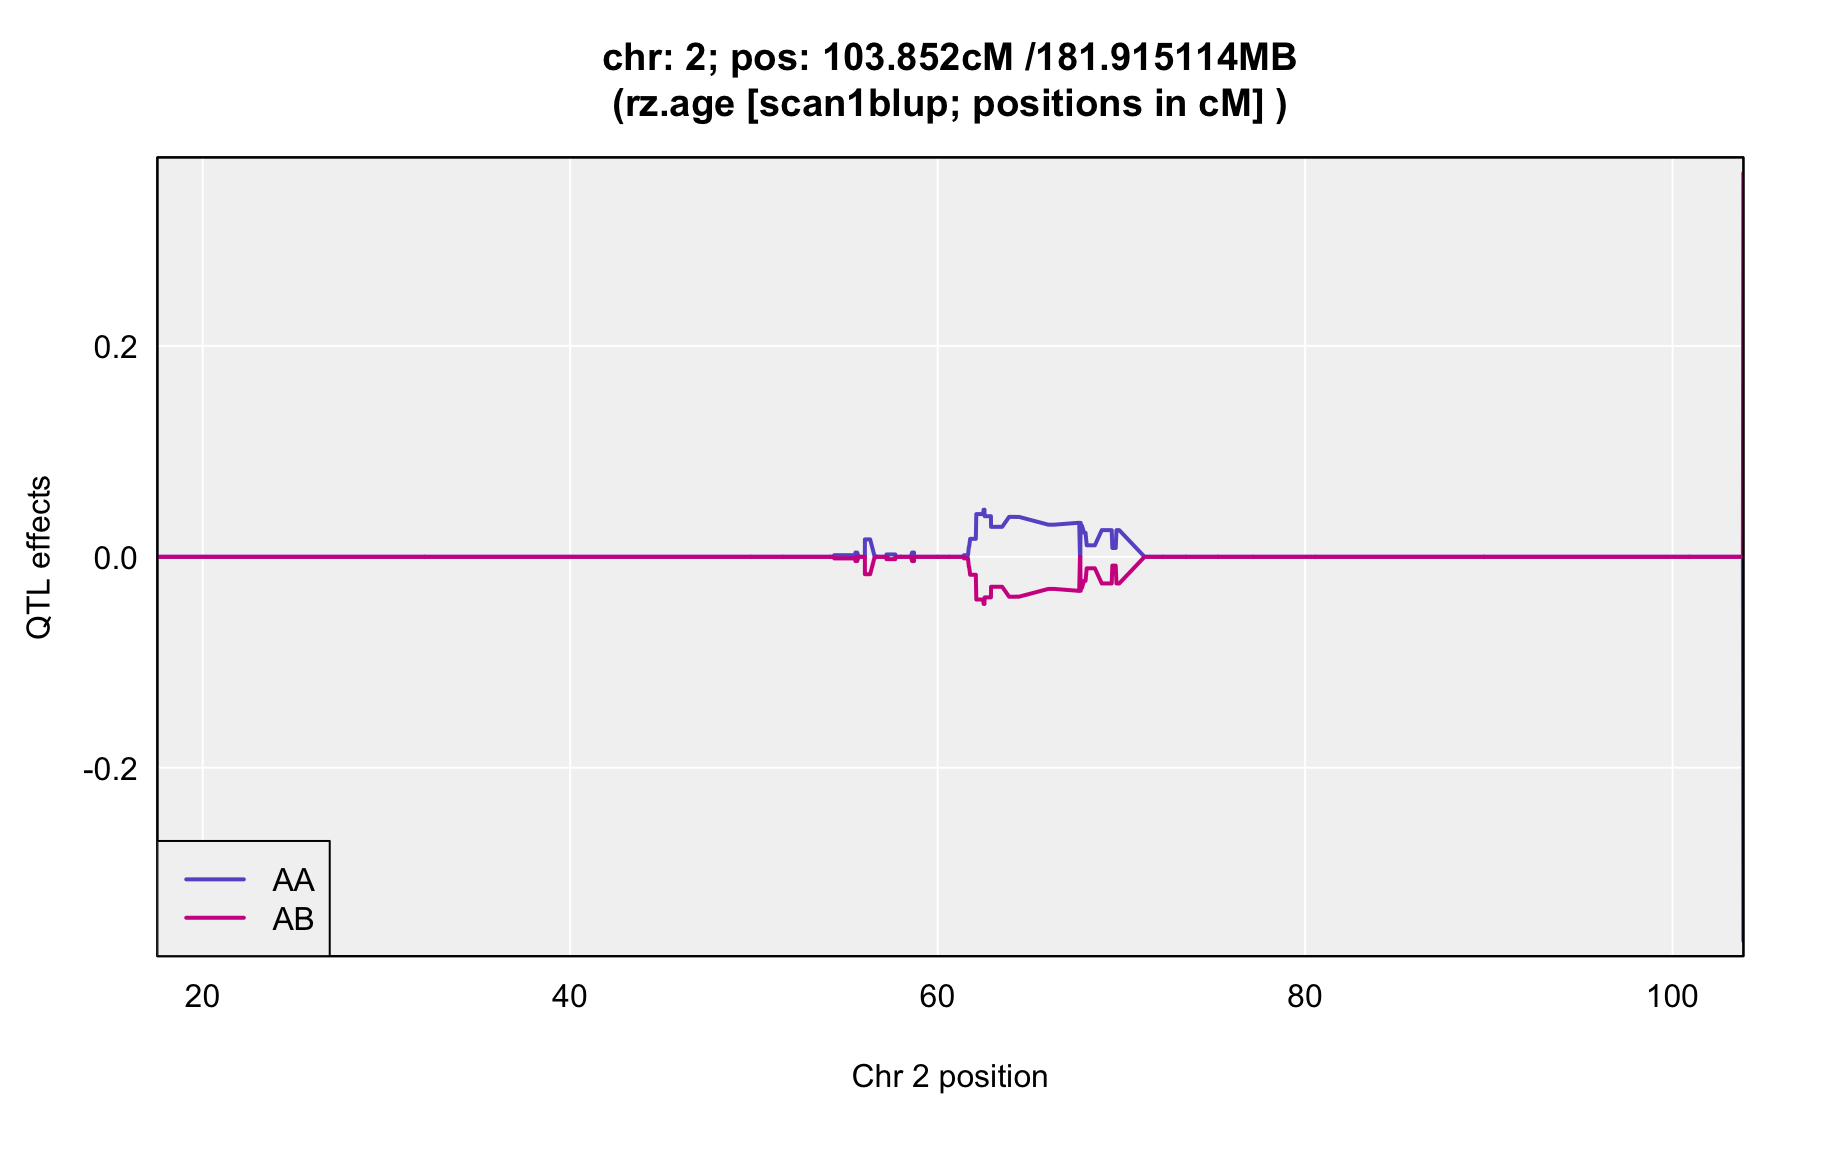 chr: 2; pos: 103.852cM /181.915114MB
(rz.age [scan1blup; positions in cM] )
QTL effects
0.2
0.0
-0.2
AA
AB
20 40 60 80 100
Chr 2 position